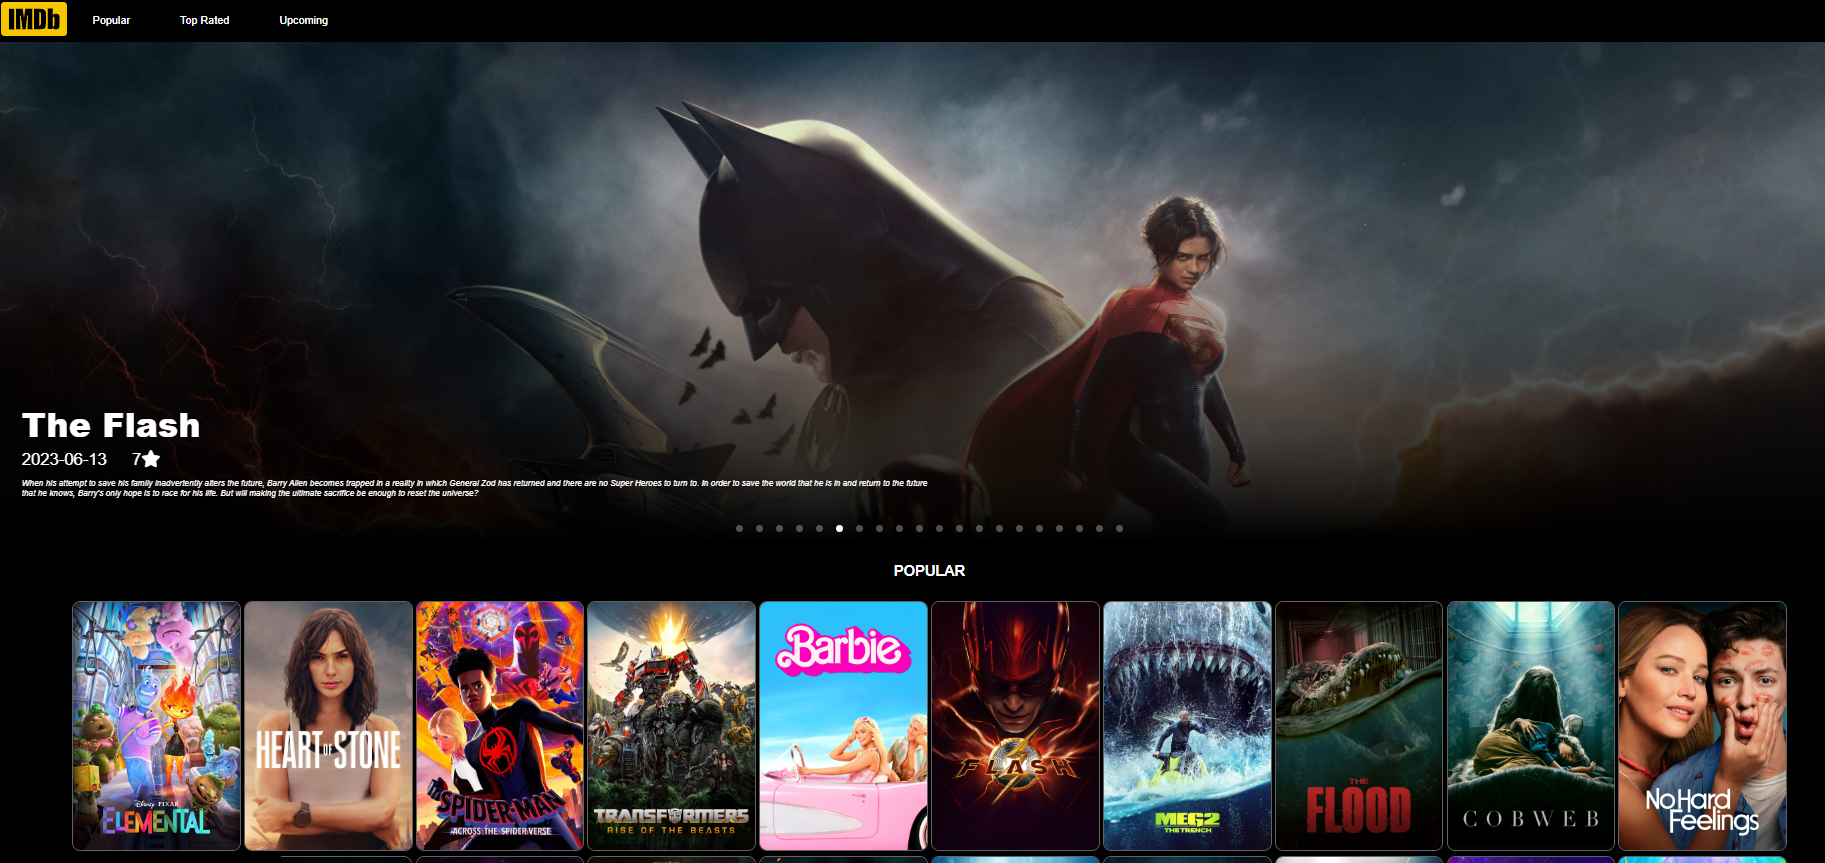 IMDb
Popular
Top Rated
Upcoming
The Flash
2023-06-13 7
When his attempt to save his family inadvertently alters the future, Barry Allen becomes trapped in a reality in which General Zod has returned and there are no Super Heroes to turn to. In order to save the world that he is in and return to the future
that he knows, Barry's only hope is to race for his life. But will making the ultimate sacrifice be enough to reset the universe?
POPULAR
Disney PIXAR
ELEMENTAL
HEART OF STONE
SPIDER-MAN
ACROSS THE SPIDER-VERSE
TRANSFORMERS
RISE OF THE BEASTS
Barbie
FLASH
MEG2
THE TRENCH
THE
FLOOD
COBWEB
No Hard
Feelings